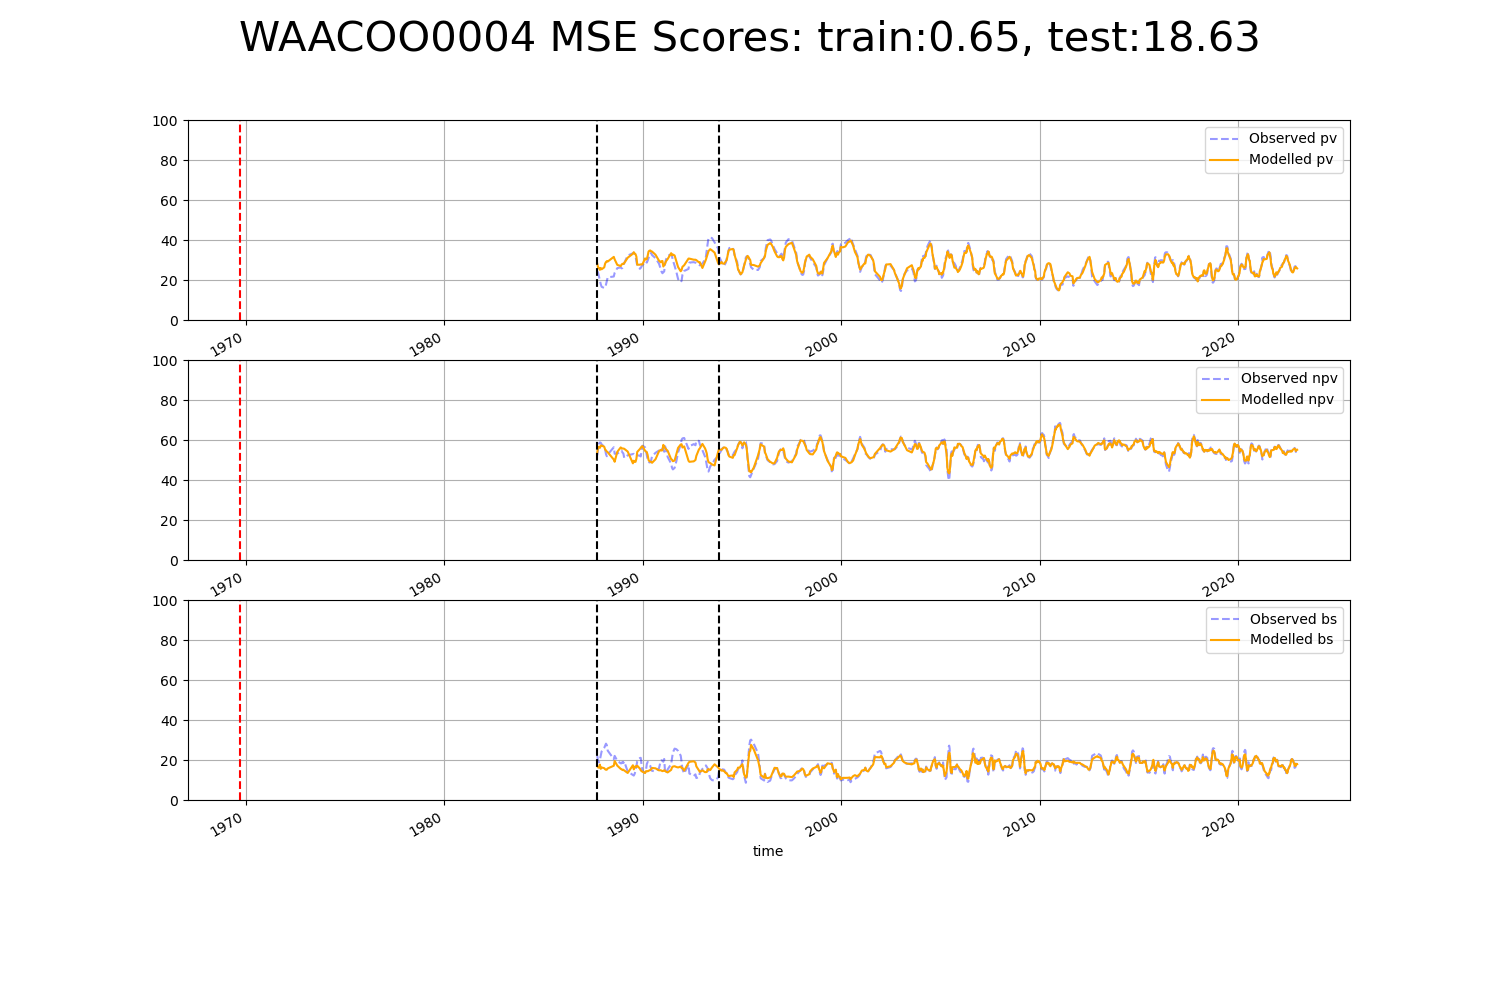 WAACOO0004 MSE Scores: train:0.65, test:18.63
100
80
60
40
20
0
Observed pv
Modelled pv
1970 1980 1990 2000 2010 2020
100
80
60
40
20
0
Observed npv
Modelled npv
1970 1980 1990 2000 2010 2020
100
80
60
40
20
0
Observed bs
Modelled bs
1970 1980 1990 2000 2010 2020
time